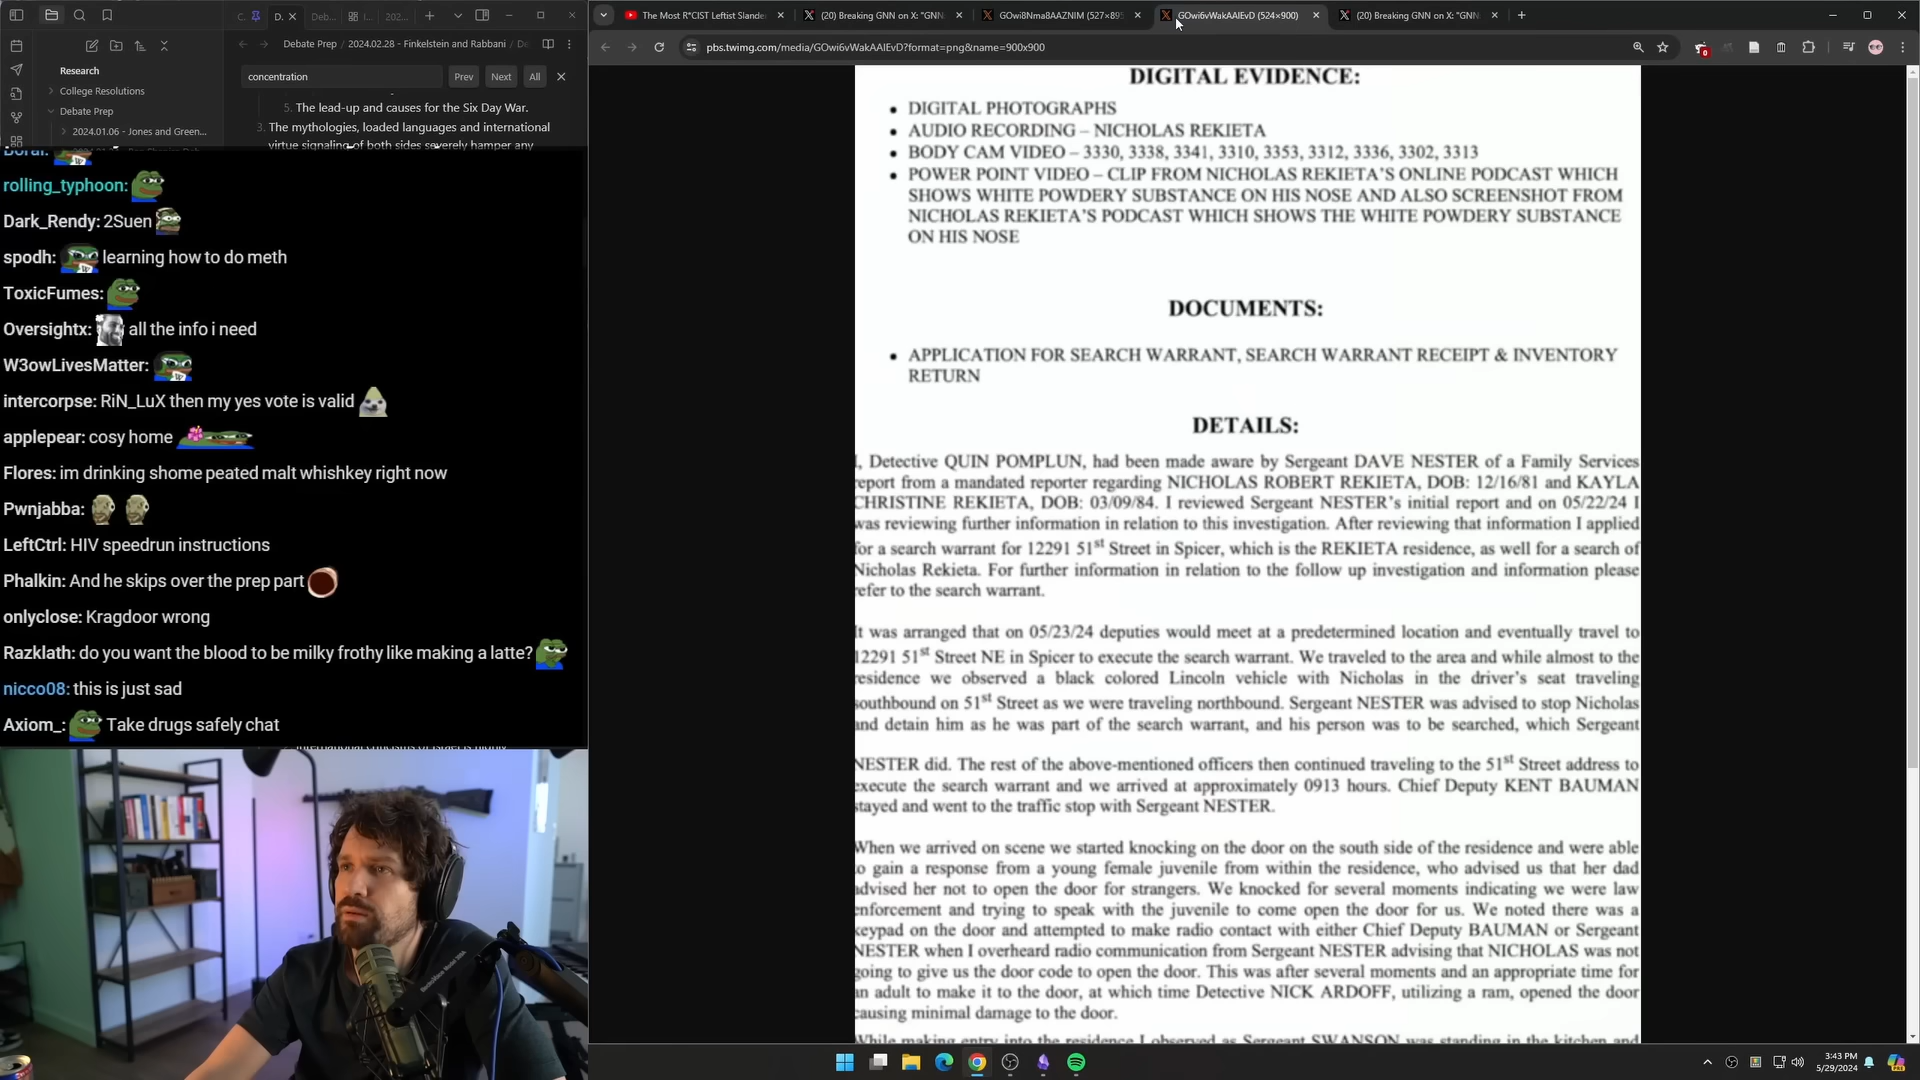 The Most R*CIST Leftist Slande
(20) Breaking GNN on X: "GNN
GOwi8Nma8AAZNIM (527×89
GOwi6vWakAAlEvD (524×900)
(20) Breaking GNN on X: "GNN
pbs.twimg.com/media/GOwi6vWakAAlEvD?format=png&name=900x900
Deb...
202...
Debate Prep / 2024.02.28 - Finkelstein and Rabbani /
concentration
Prev
Next
All
Research
College Resolutions
Debate Prep
2024.01.06 - Jones and Green...
5. The lead-up and causes for the Six Day War.
3. The mythologies, loaded languages and international
virtue signaling of both sides severely hamper any
rolling_typhoon:
Dark_Rendy: 2Suen
spodh: learning how to do meth
ToxicFumes:
Oversightx: all the info i need
W3owLivesMatter:
intercorpse: RiN_LuX then my yes vote is valid
applepear: cosy home
Flores: im drinking shome peated malt whishkey right now
Pwnjabba:
LeftCtrl: HIV speedrun instructions
Phalkin: And he skips over the prep part
onlyclose: Kragdoor wrong
Razklath: do you want the blood to be milky frothy like making a latte?
nicco08: this is just sad
Axiom_: Take drugs safely chat
DIGITAL EVIDENCE:
• DIGITAL PHOTOGRAPHS
• AUDIO RECORDING – NICHOLAS REKIETA
• BODY CAM VIDEO – 3330, 3338, 3341, 3310, 3353, 3312, 3336, 3302, 3313
• POWER POINT VIDEO – CLIP FROM NICHOLAS REKIETA'S ONLINE PODCAST WHICH
SHOWS WHITE POWDERY SUBSTANCE ON HIS NOSE AND ALSO SCREENSHOT FROM
NICHOLAS REKIETA'S PODCAST WHICH SHOWS THE WHITE POWDERY SUBSTANCE
ON HIS NOSE
DOCUMENTS:
• APPLICATION FOR SEARCH WARRANT, SEARCH WARRANT RECEIPT & INVENTORY
RETURN
DETAILS:
I, Detective QUIN POMPLUN, had been made aware by Sergeant DAVE NESTER of a Family Services
report from a mandated reporter regarding NICHOLAS ROBERT REKIETA, DOB: 12/16/81 and KAYLA
CHRISTINE REKIETA, DOB: 03/09/84. I reviewed Sergeant NESTER's initial report and on 05/22/24 I
was reviewing further information in relation to this investigation. After reviewing that information I applied
for a search warrant for 12291 51st Street in Spicer, which is the REKIETA residence, as well for a search of
Nicholas Rekieta. For further information in relation to the follow up investigation and information please
refer to the search warrant.
It was arranged that on 05/23/24 deputies would meet at a predetermined location and eventually travel to
12291 51st Street NE in Spicer to execute the search warrant. We traveled to the area and while almost to the
residence we observed a black colored Lincoln vehicle with Nicholas in the driver's seat traveling
southbound on 51st Street as we were traveling northbound. Sergeant NESTER was advised to stop Nicholas
and detain him as he was part of the search warrant, and his person was to be searched, which Sergeant
NESTER did. The rest of the above-mentioned officers then continued traveling to the 51st Street address to
execute the search warrant and we arrived at approximately 0913 hours. Chief Deputy KENT BAUMAN
stayed and went to the traffic stop with Sergeant NESTER.
When we arrived on scene we started knocking on the door on the south side of the residence and were able
to gain a response from a young female juvenile from within the residence, who advised us that her dad
advised her not to open the door for strangers. We knocked for several moments indicating we were law
enforcement and trying to speak with the juvenile to come open the door for us. We noted there was a
keypad on the door and attempted to make radio contact with either Chief Deputy BAUMAN or Sergeant
NESTER when I overheard radio communication from Sergeant NESTER advising that NICHOLAS was not
going to give us the door code to open the door. This was after several moments and an appropriate time for
an adult to make it to the door, at which time Detective NICK ARDOFF, utilizing a ram, opened the door
causing minimal damage to the door.
While making entry into the residence I observed as Sergeant SWANSON was standing in the kitchen and
3:43 PM
5/29/2024